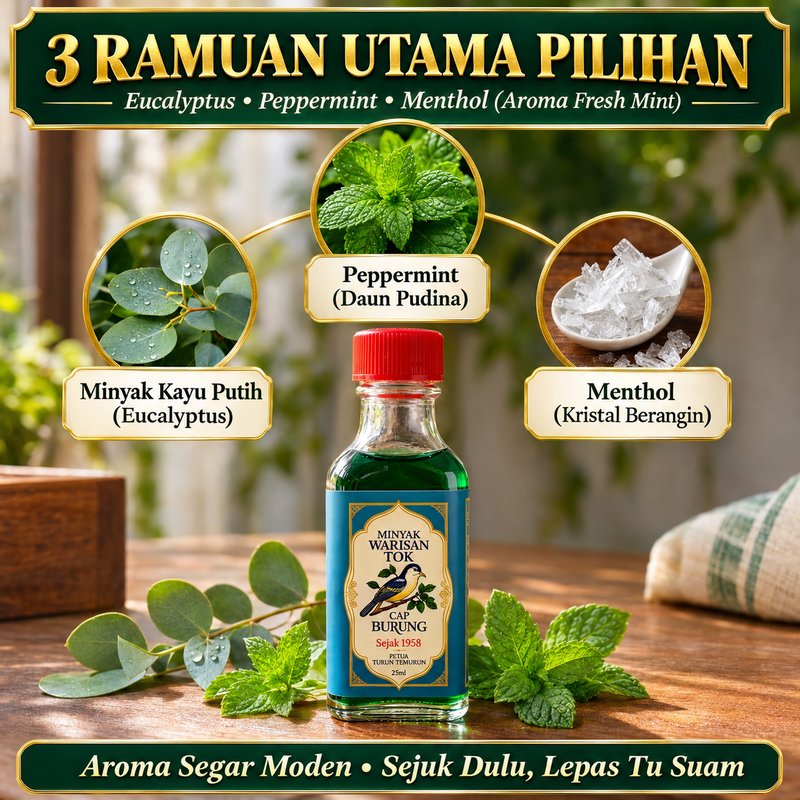 3 RAMUAN UTAMA PILIHAN
Eucalyptus • Peppermint • Menthol (Aroma Fresh Mint)
Peppermint
(Daun Pudina)
Minyak Kayu Putih
(Eucalyptus)
Menthol
(Kristal Berangin)
MINYAK
WARISAN
TOK
CAP
BURUNG
Sejak 1958
PETUA
TURUN TEMURUN
25ml
Aroma Segar Moden • Sejuk Dulu, Lepas Tu Suam